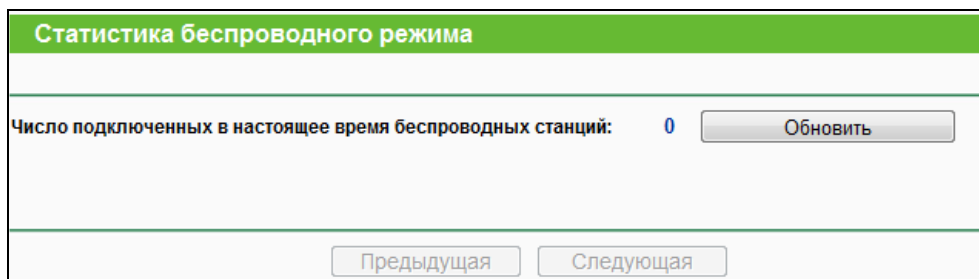 Статистика беспроводного режима
Число подключенных в настоящее время беспроводных станций: 0 Обновить
Предыдущая Следующая